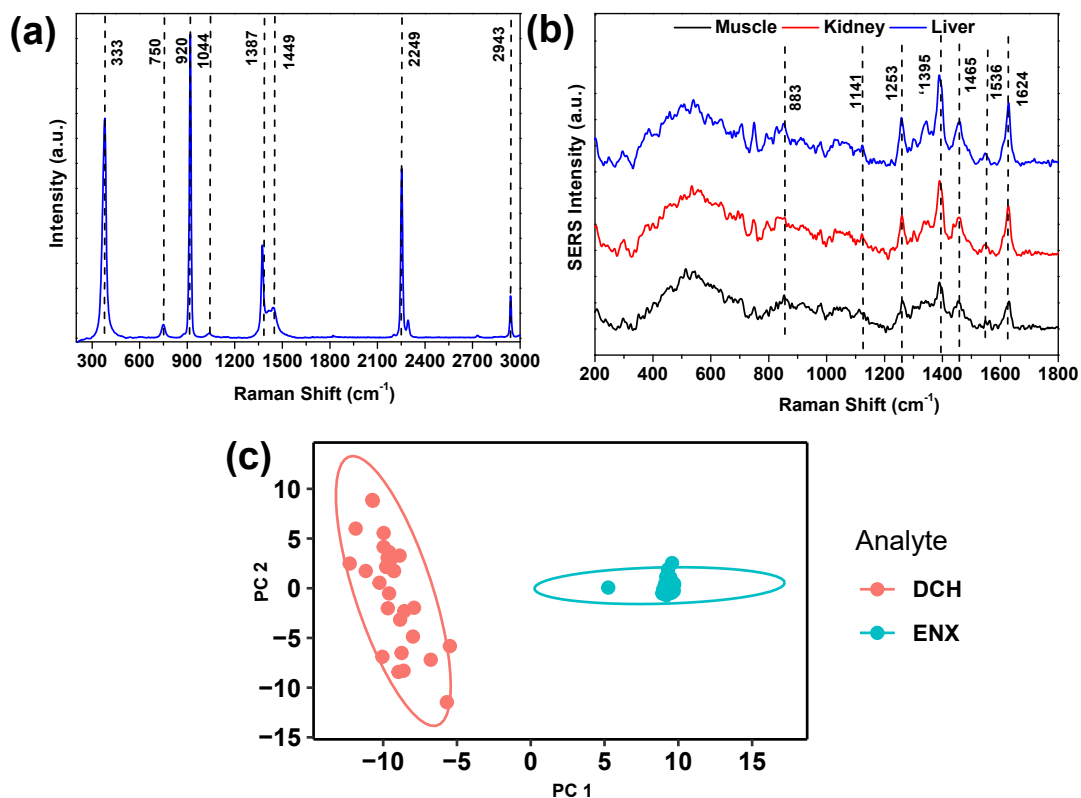 (a)
333
750
920
1044
1387
1449
2249
2943
Intensity (a.u.)
300 600 900 1200 1500 1800 2100 2400 2700 3000
Raman Shift (cm-1)
(b)
Muscle Kidney Liver
883
1141
1253
‘1395
1465
1536
1624
SERS Intensity (a.u.)
200 400 600 800 1000 1200 1400 1600 1800
Raman Shift (cm-1)
(c)
10
5
0
−5
−10
−15
PC 2
−10 −5 0 5 10 15
PC 1
Analyte
DCH
ENX